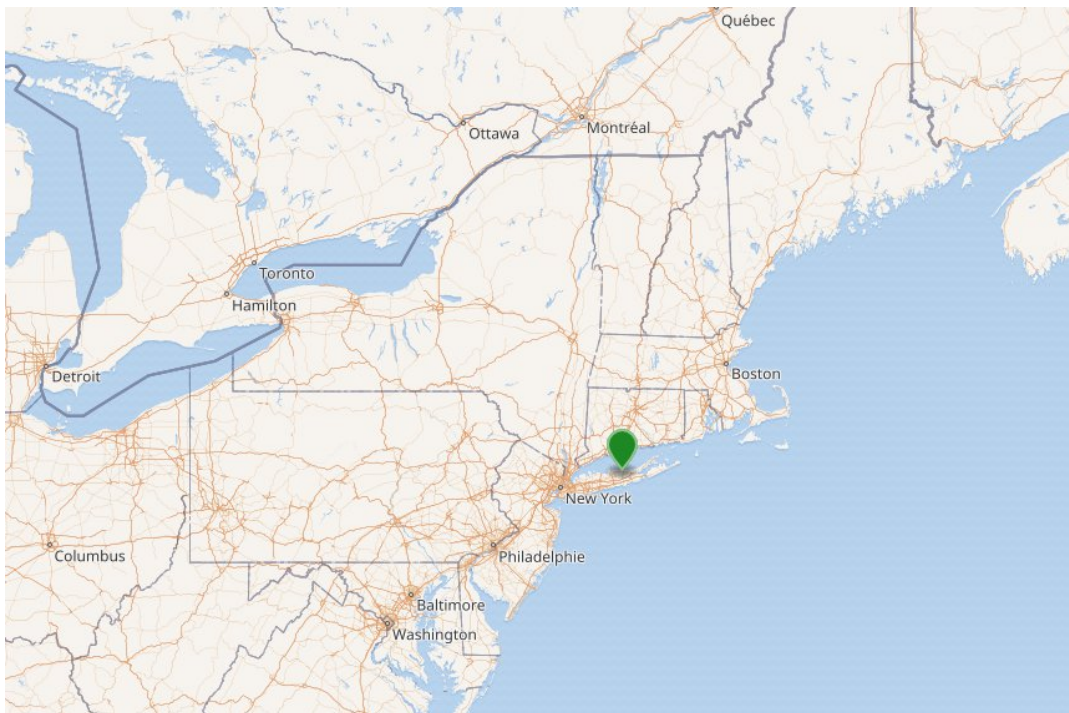 Québec
Ottawa
Montréal
Toronto
Hamilton
Detroit
Boston
New York
Columbus
Philadelphie
Baltimore
Washington